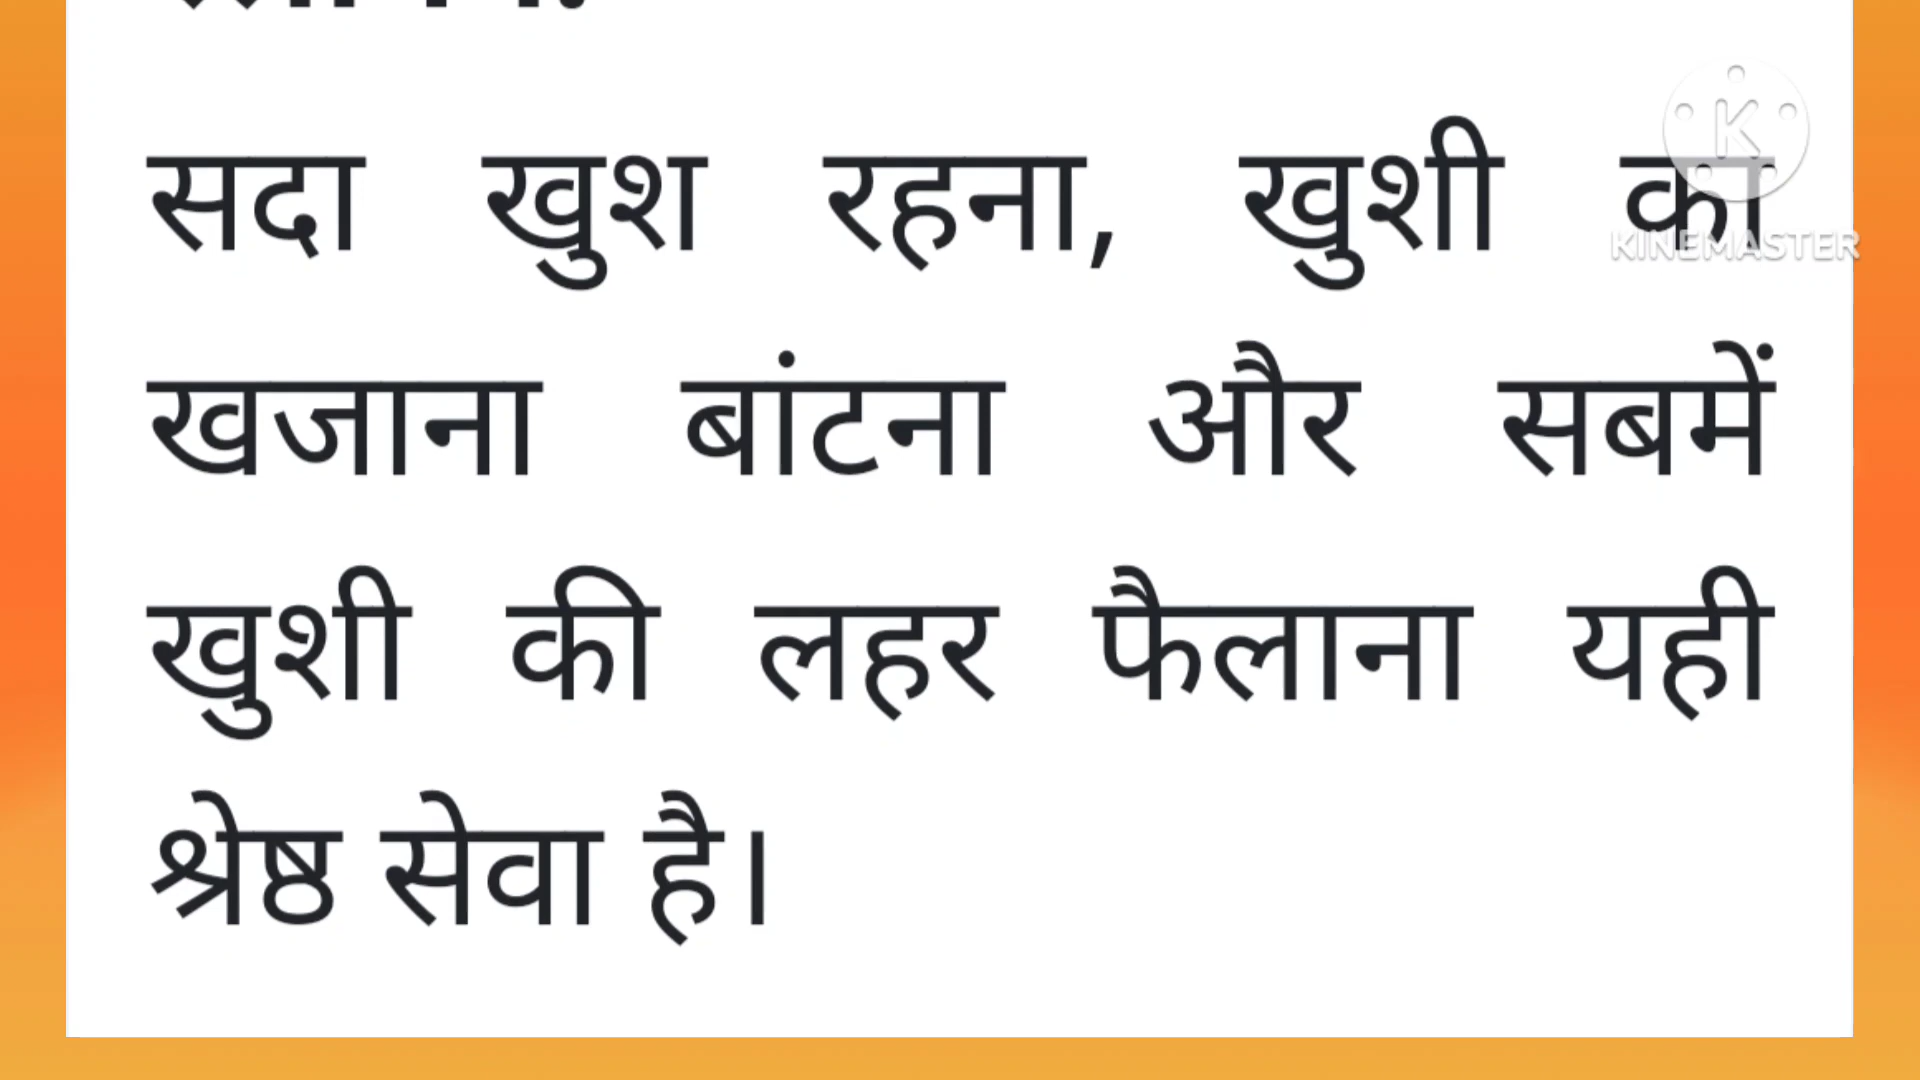 सदा खुश रहना, खुशी का
खजाना बांटना और सबमें
खुशी की लहर फैलाना यही
श्रेष्ठ सेवा है।
K
KINEMASTER